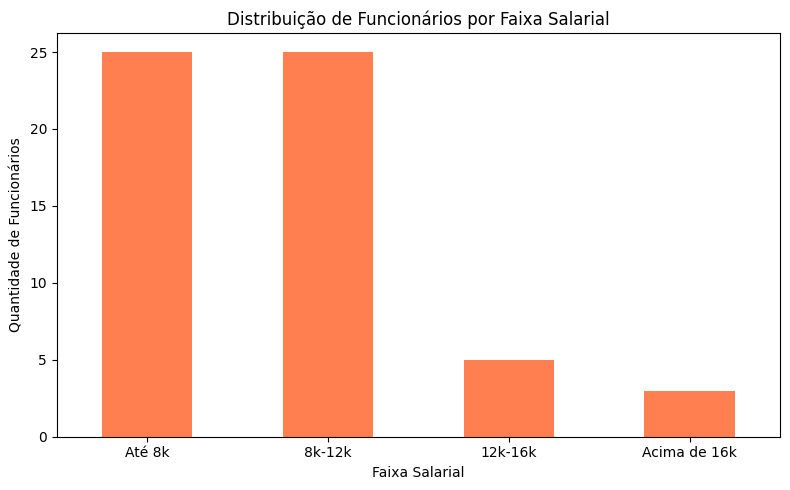 Distribuição de Funcionários por Faixa Salarial
Quantidade de Funcionários
25
20
15
10
5
0
Até 8k
8k-12k
12k-16k
Acima de 16k
Faixa Salarial